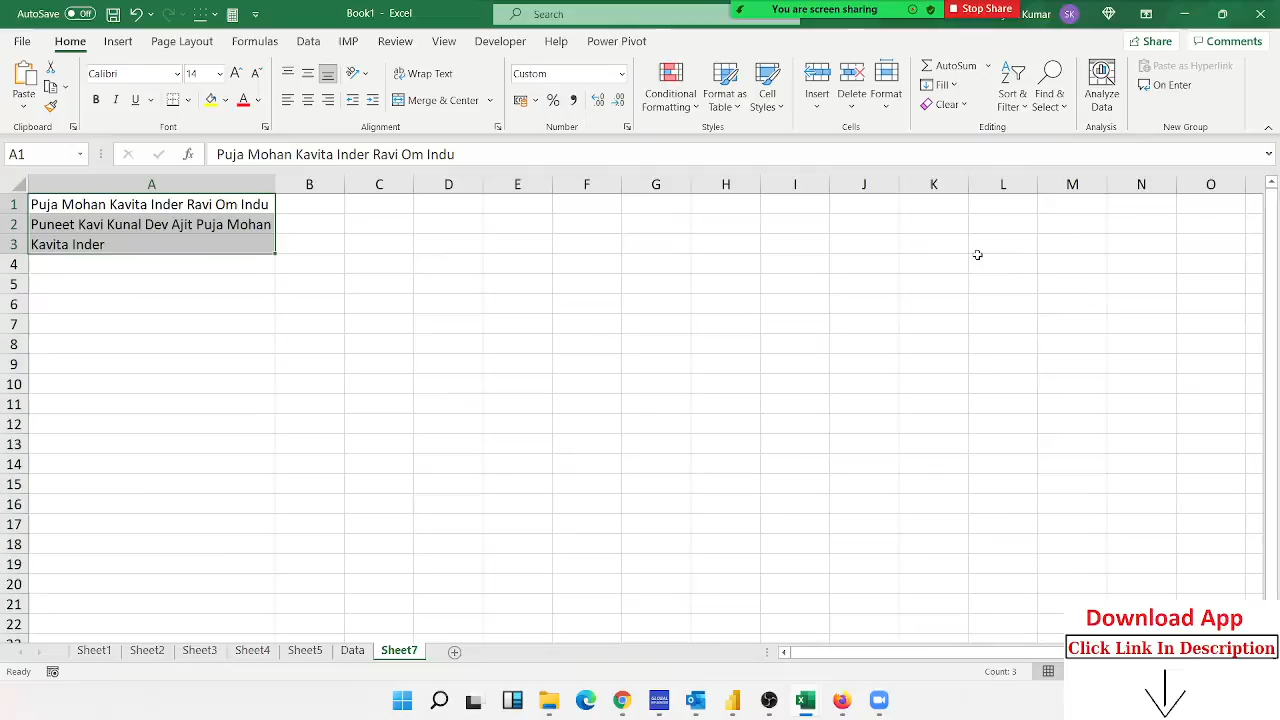 AutoSave Off Book1 - Excel Search You are screen sharing Stop Share Kumar SK
File Home Insert Page Layout Formulas Data IMP Review View Developer Help Power Pivot Share Comments
Paste Calibri 14 Wrap Text Custom Conditional Formatting Format as Table Cell Styles Insert Delete Format AutoSum Sort & Filter Find & Select Analyze Data Paste as Hyperlink
B I U A Merge & Center % Fill Clear On Enter
Clipboard Font Alignment Number Styles Cells Editing Analysis New Group
A1 fx Puja Mohan Kavita Inder Ravi Om Indu
A B C D E F G H I J K L M N O
1 Puja Mohan Kavita Inder Ravi Om Indu
2 Puneet Kavi Kunal Dev Ajit Puja Mohan
3 Kavita Inder
4
5
6
7
8
9
10
11
12
13
14
15
16
17
18
19
20
21
22
Download App
Click Link In Description
Sheet1 Sheet2 Sheet3 Sheet4 Sheet5 Data Sheet7
Ready Count: 3